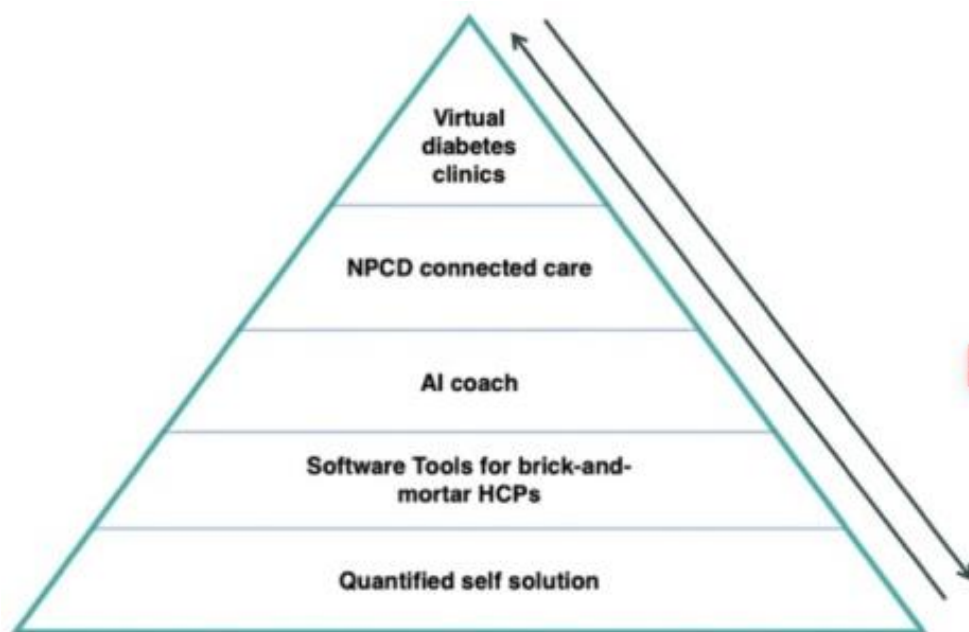 Virtual
diabetes
clinics
NPCD connected care
AI coach
Software Tools for brick-and-
mortar HCPs
Quantified self solution